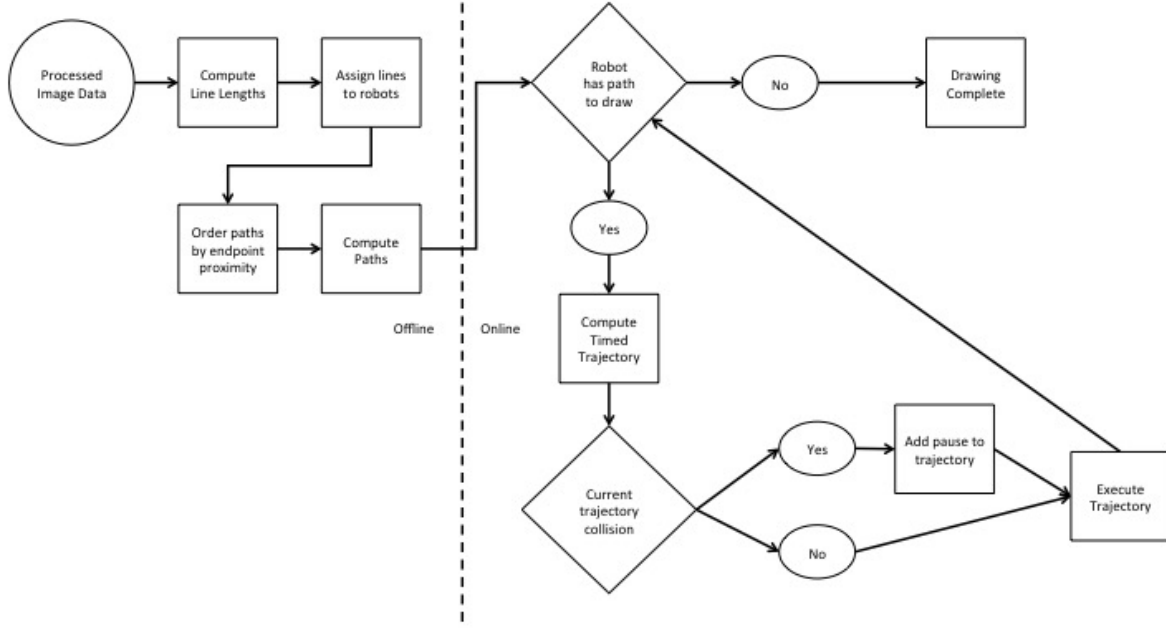 Processed
Image Data
Compute
Line Lengths
Assign lines
to robots
Order paths
by endpoint
proximity
Compute
Paths
Offline
Online
Robot
has path
to draw
No
Drawing
Complete
Yes
Compute
Timed
Trajectory
Current
trajectory
collision
Yes
Add pause to
trajectory
No
Execute
Trajectory